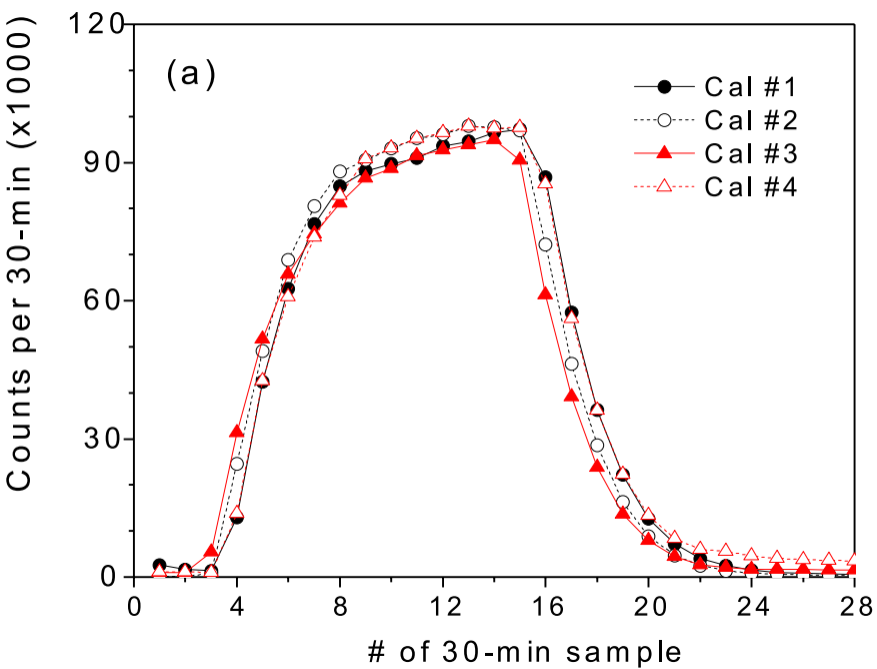 Counts per 30-min (x1000)
120
90
60
30
0
(a)
Cal #1
Cal #2
Cal #3
Cal #4
0 4 8 12 16 20 24 28
# of 30-min sample